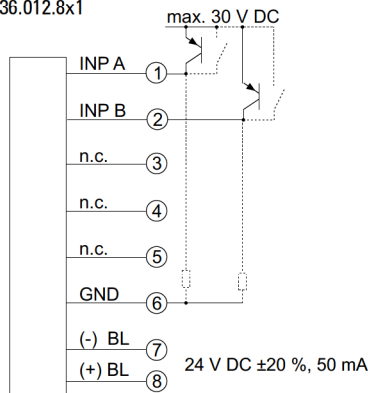 36.012.8x1
max. 30 V DC
INP A
1
INP B
2
n.c.
3
n.c.
4
n.c.
5
GND
6
(-) BL
7
(+) BL
8
24 V DC ±20 %, 50 mA